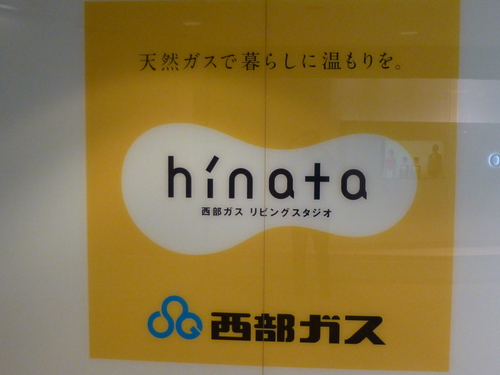 天然ガスで暮らしに温もりを。
hínata
西部ガス リビングスタジオ
西部ガス